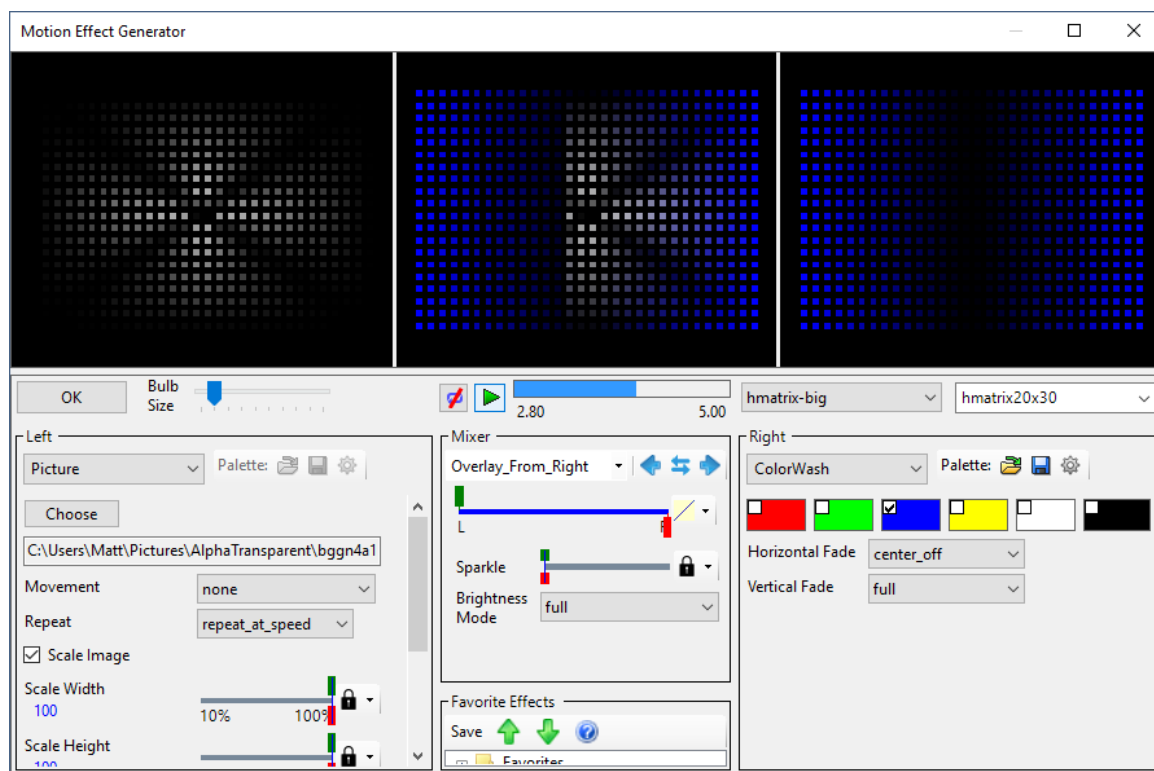 Motion Effect Generator
OK
Bulb
Size
2.80
5.00
hmatrix-big
hmatrix20x30
Left
Picture
Palette:
Choose
C:\Users\Matt\Pictures\AlphaTransparent\bggn4a1
Movement
none
Repeat
repeat_at_speed
Scale Image
Scale Width
100
10%
100%
Scale Height
100
Mixer
Overlay_From_Right
L
Sparkle
Brightness
Mode
full
Favorite Effects
Save
Favorites
Right
ColorWash
Palette:
Horizontal Fade
center_off
Vertical Fade
full